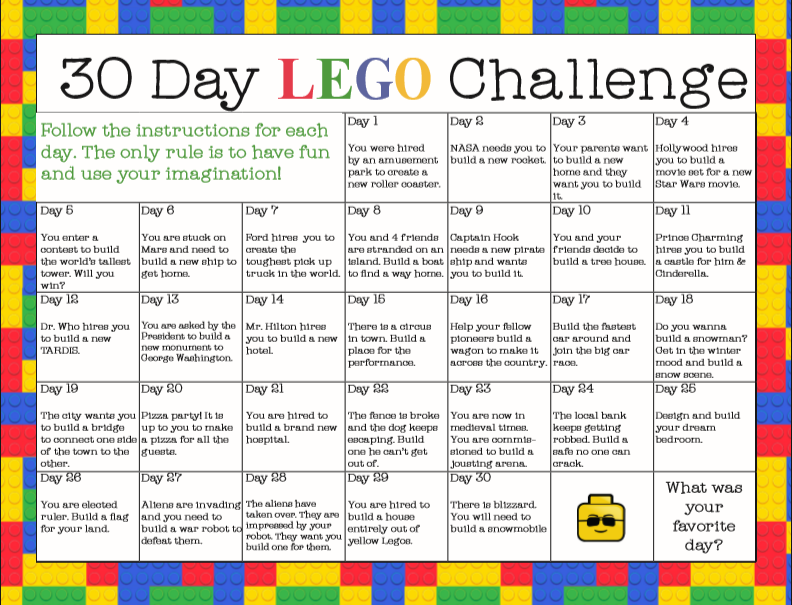 30 Day LEGO Challenge
Follow the instructions for each
day. The only rule is to have fun
and use your imagination!
Day 1
You were hired
by an amusement
park to create a
new roller coaster.
Day 2
NASA needs you to
build a new rocket.
Day 3
Your parents want
to build a new
home and they
want you to build
it.
Day 4
Hollywood hires
you to build a
movie set for a new
Star Wars movie.
Day 5
You enter a
contest to build
the world's tallest
tower. Will you
win?
Day 6
You are stuck on
Mars and need to
build a new ship to
get home.
Day 7
Ford hires you to
create the
toughest pick up
truck in the world.
Day 8
You and 4 friends
are stranded on an
island. Build a boat
to find a way home.
Day 9
Captain Hook
needs a new pirate
ship and wants
you to build it.
Day 10
You and your
friends decide to
build a tree house.
Day 11
Prince Charming
hires you to build
a castle for him &
Cinderella.
Day 12
Dr. Who hires you
to build a new
TARDIS.
Day 13
You are asked by the
President to build a
new monument to
George Washington.
Day 14
Mr. Hilton hires
you to build a new
hotel.
Day 15
There is a circus
in town. Build a
place for the
performance.
Day 16
Help your fellow
pioneers build a
wagon to make it
across the country.
Day 17
Build the fastest
car around and
join the big car
race.
Day 18
Do you wanna
build a snowman?
Get in the winter
mood and build a
snow scene.
Day 19
The city wants you
to build a bridge
to connect one side
of the town to the
other.
Day 20
Pizza party! It is
up to you to make
a pizza for all the
guests.
Day 21
You are hired to
build a brand new
hospital.
Day 22
The fence is broke
and the dog keeps
escaping. Build
one he can't get
out of.
Day 23
You are now in
medieval times.
You are commis-
sioned to build a
jousting arena.
Day 24
The local bank
keeps getting
robbed. Build a
safe no one can
crack.
Day 25
Design and build
your dream
bedroom.
Day 26
You are elected
ruler. Build a flag
for your land.
Day 27
Aliens are invading
and you need to
build a war robot to
defeat them.
Day 28
The aliens have
taken over. They are
impressed by your
robot. They want you
build one for them.
Day 29
You are hired to
build a house
entirely out of
yellow Legos.
Day 30
There is blizzard.
You will need to
build a snowmobile
What was
your
favorite
day?